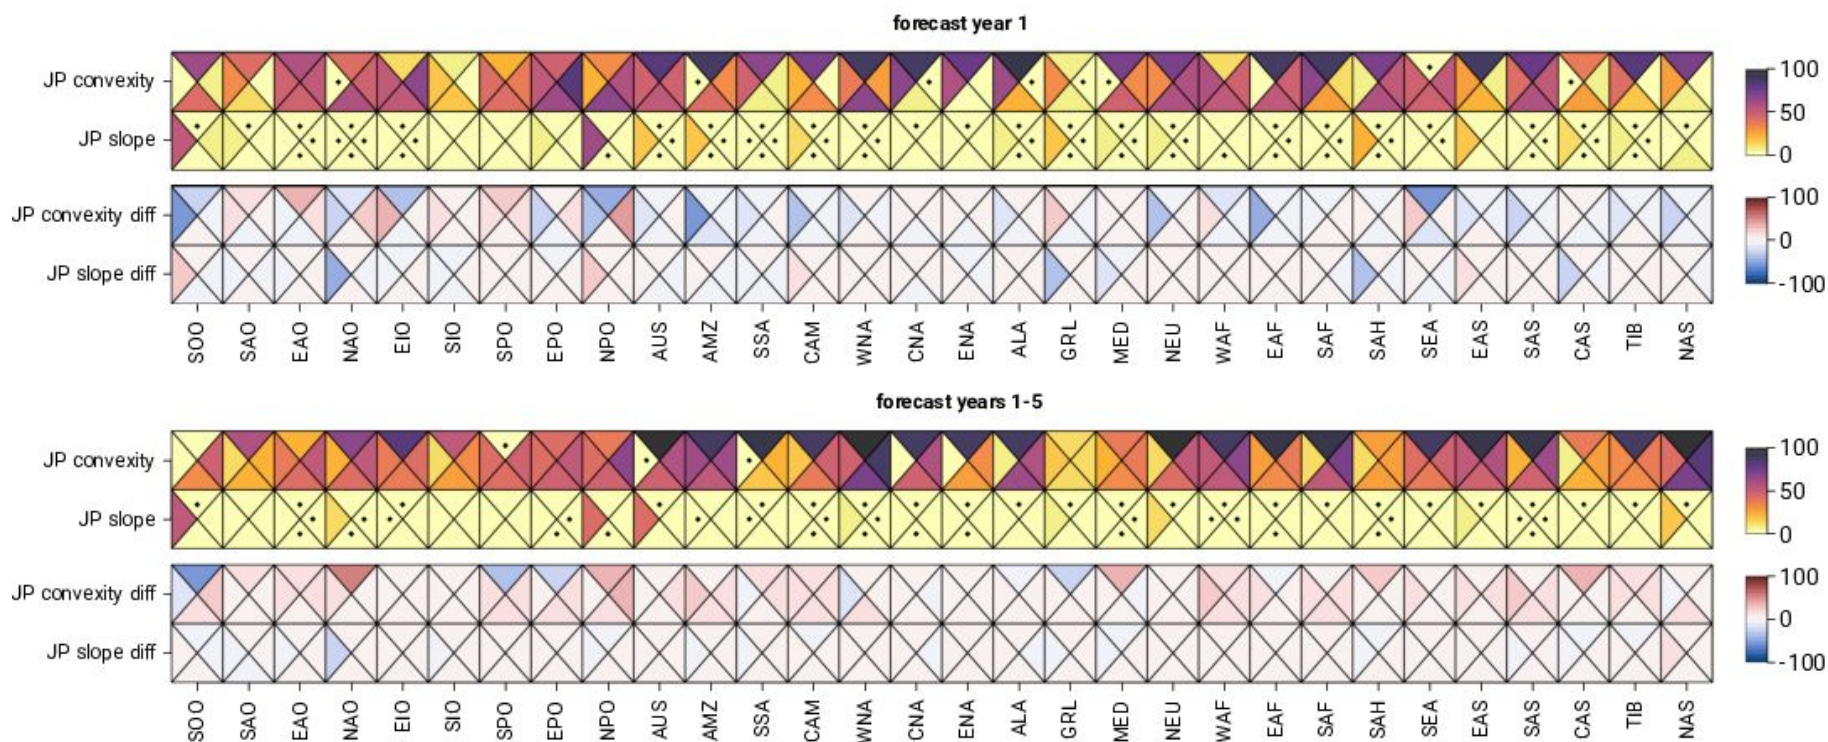 forecast year 1
JP convexity
100
50
0
JP slope
JP convexity diff
100
0
-100
JP slope diff
SOO SAO EAO NAO EIO SIO SPO EPO NPO AUS AMZ SSA CAM WNA CNA ENA ALA GRL MED NEU WAF EAF SAF SAH SEA EAS SAS CAS TIB NAS
forecast years 1-5
JP convexity
100
50
0
JP slope
JP convexity diff
100
0
-100
JP slope diff
SOO SAO EAO NAO EIO SIO SPO EPO NPO AUS AMZ SSA CAM WNA CNA ENA ALA GRL MED NEU WAF EAF SAF SAH SEA EAS SAS CAS TIB NAS